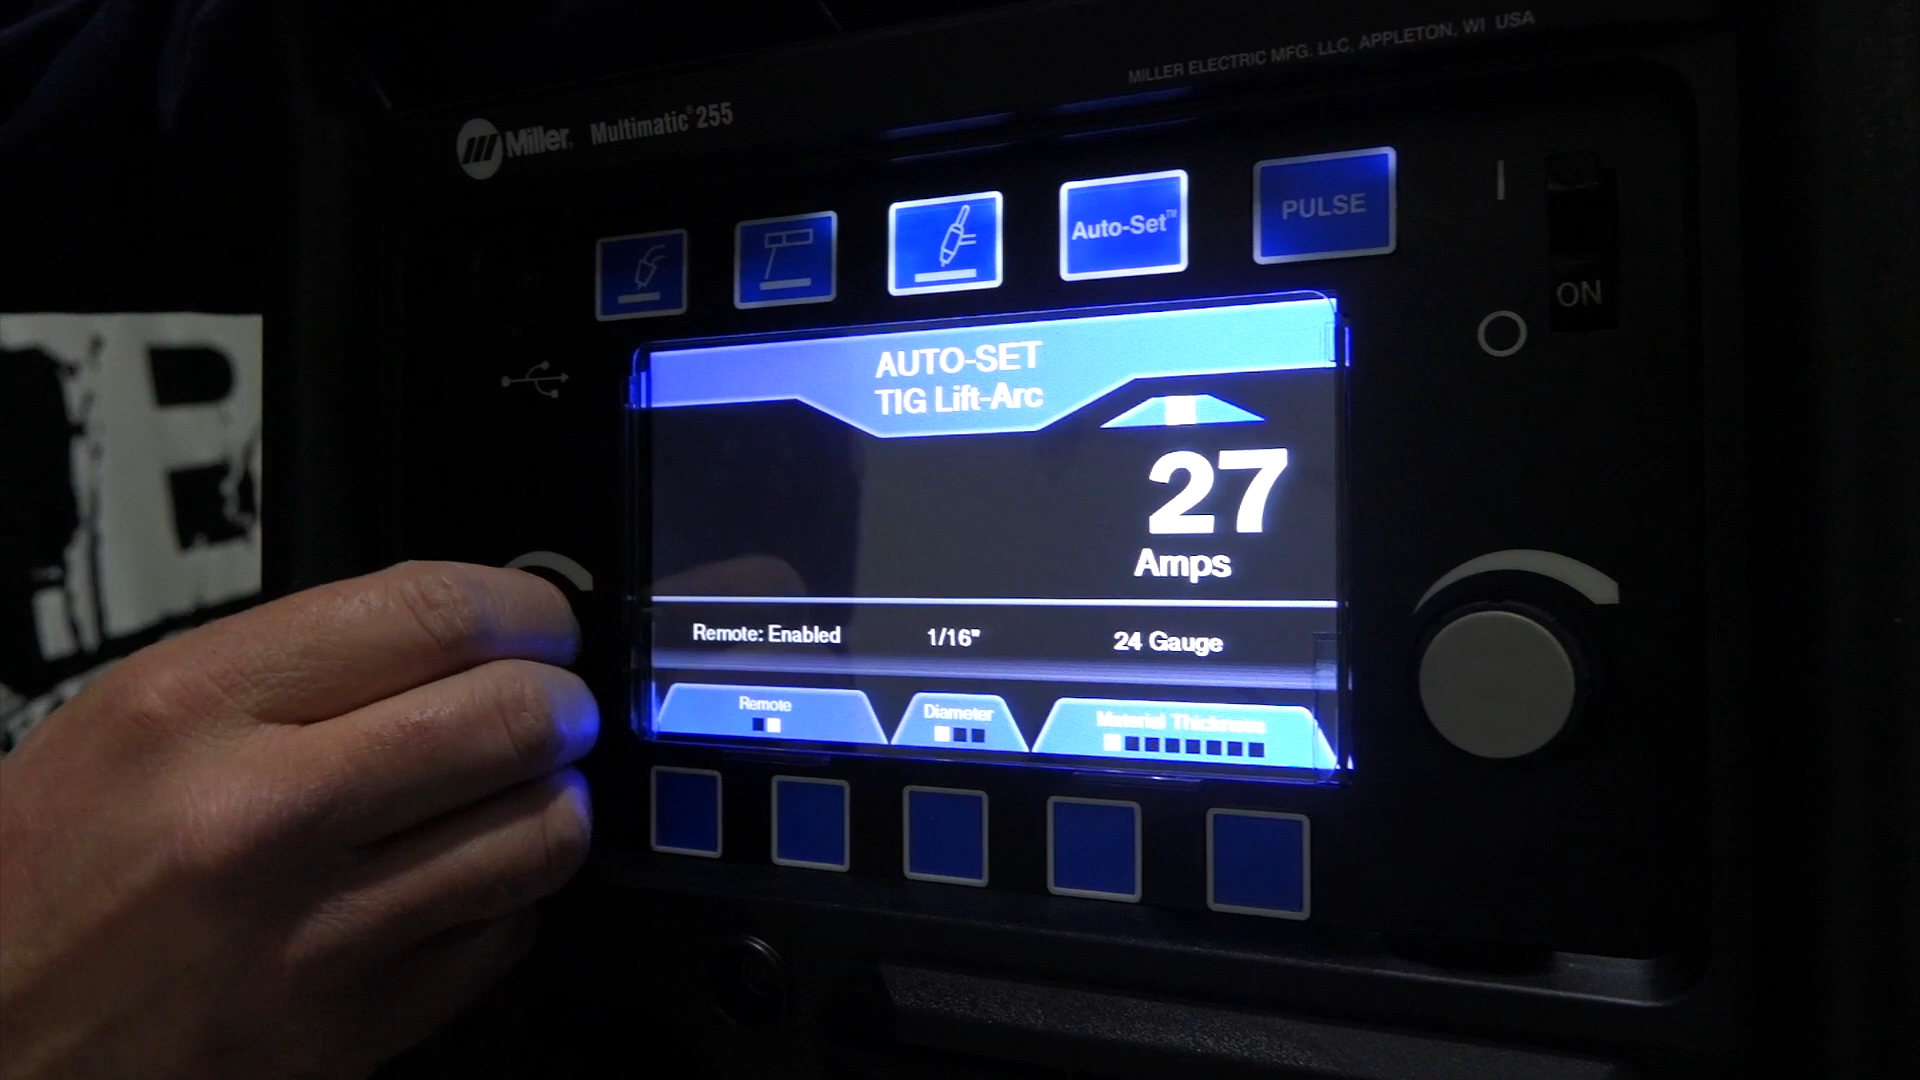 MILLER ELECTRIC MFG. LLC, APPLETON, WI USA
Miller® Multimatic® 255
Auto-Set™
PULSE
ON
AUTO-SET
TIG Lift-Arc
27
Amps
Remote: Enabled 1/16" 24 Gauge
Remote Diameter Material Thickness